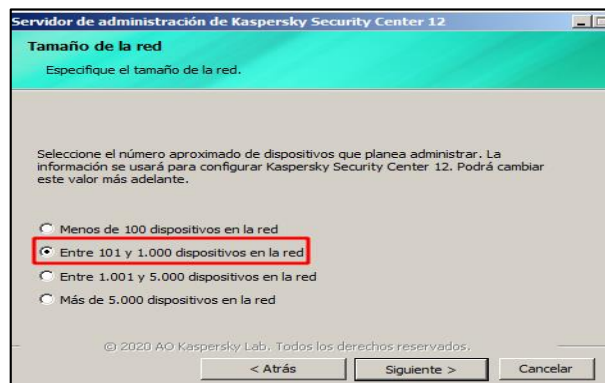 Servidor de administración de Kaspersky Security Center 12
Tamaño de la red
Especifique el tamaño de la red.
Seleccione el número aproximado de dispositivos que planea administrar. La
información se usará para configurar Kaspersky Security Center 12. Podrá cambiar
este valor más adelante.
Menos de 100 dispositivos en la red
Entre 101 y 1.000 dispositivos en la red
Entre 1.001 y 5.000 dispositivos en la red
Más de 5.000 dispositivos en la red
© 2020 AO Kaspersky Lab. Todos los derechos reservados.
< Atrás Siguiente > Cancelar